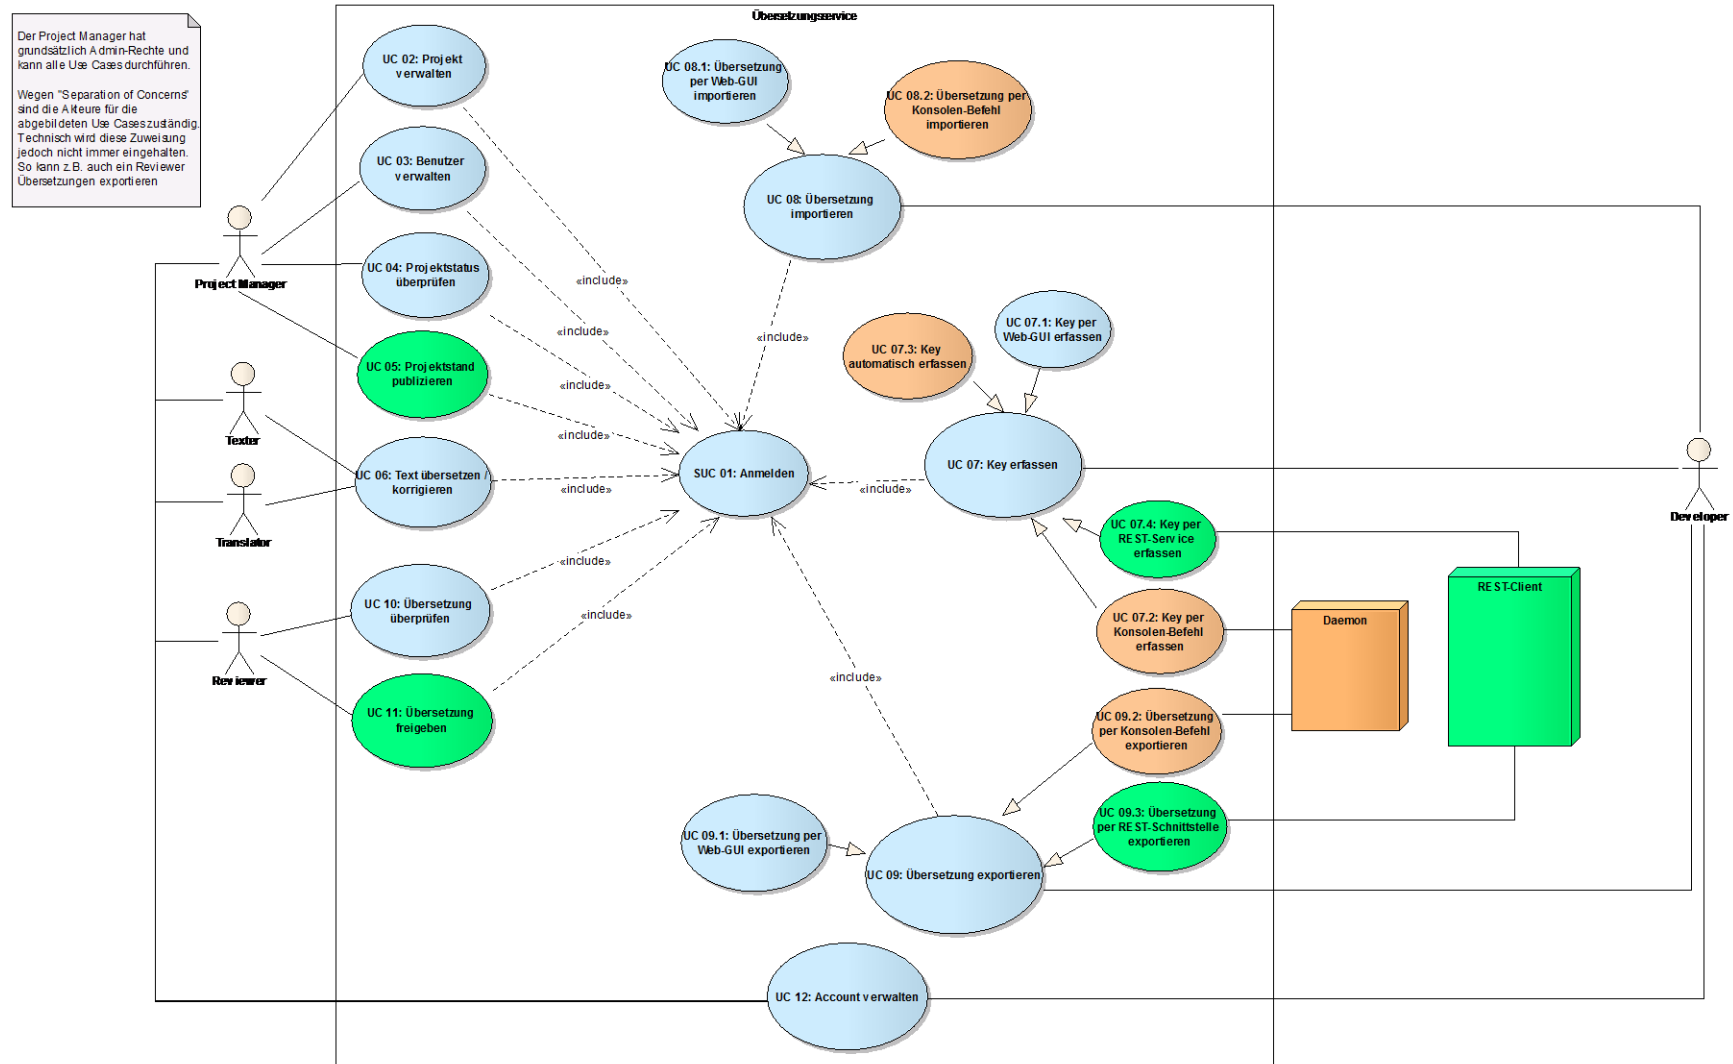 Übersetzungsservice
Der Project Manager hat
grundsätzlich Admin-Rechte und
kann alle Use Cases durchführen.
Wegen "Separation of Concerns"
sind die Akteure für die
abgebildeten Use Cases zuständig.
Technisch wird diese Zuweisung
jedoch nicht immer eingehalten.
So kann z.B. auch ein Reviewer
Übersetzungen exportieren
UC 02: Projekt
verwalten
UC 08.1: Übersetzung
per Web-GUI
importieren
UC 08.2: Übersetzung per
Konsolen-Befehl
importieren
UC 03: Benutzer
verwalten
UC 08: Übersetzung
importieren
Project Manager
UC 04: Projektstatus
überprüfen
«include»
«include»
«include»
UC 07.1: Key per
Web-GUI erfassen
UC 07.3: Key
automatisch erfassen
UC 05: Projektstand
publizieren
«include»
«include»
Texter
UC 06: Text übersetzen /
korrigieren
«include»
SUC 01: Anmelden
«include»
UC 07: Key erfassen
Developer
Translator
UC 07.4: Key per
REST-Service
erfassen
«include»
REST-Client
UC 10: Übersetzung
überprüfen
«include»
UC 07.2: Key per
Konsolen-Befehl
erfassen
Daemon
Reviewer
«include»
UC 11: Übersetzung
freigeben
UC 09.2: Übersetzung
per Konsolen-Befehl
exportieren
UC 09.1: Übersetzung per
Web-GUI exportieren
UC 09.3: Übersetzung
per REST-Schnittstelle
exportieren
UC 09: Übersetzung exportieren
UC 12: Account verwalten